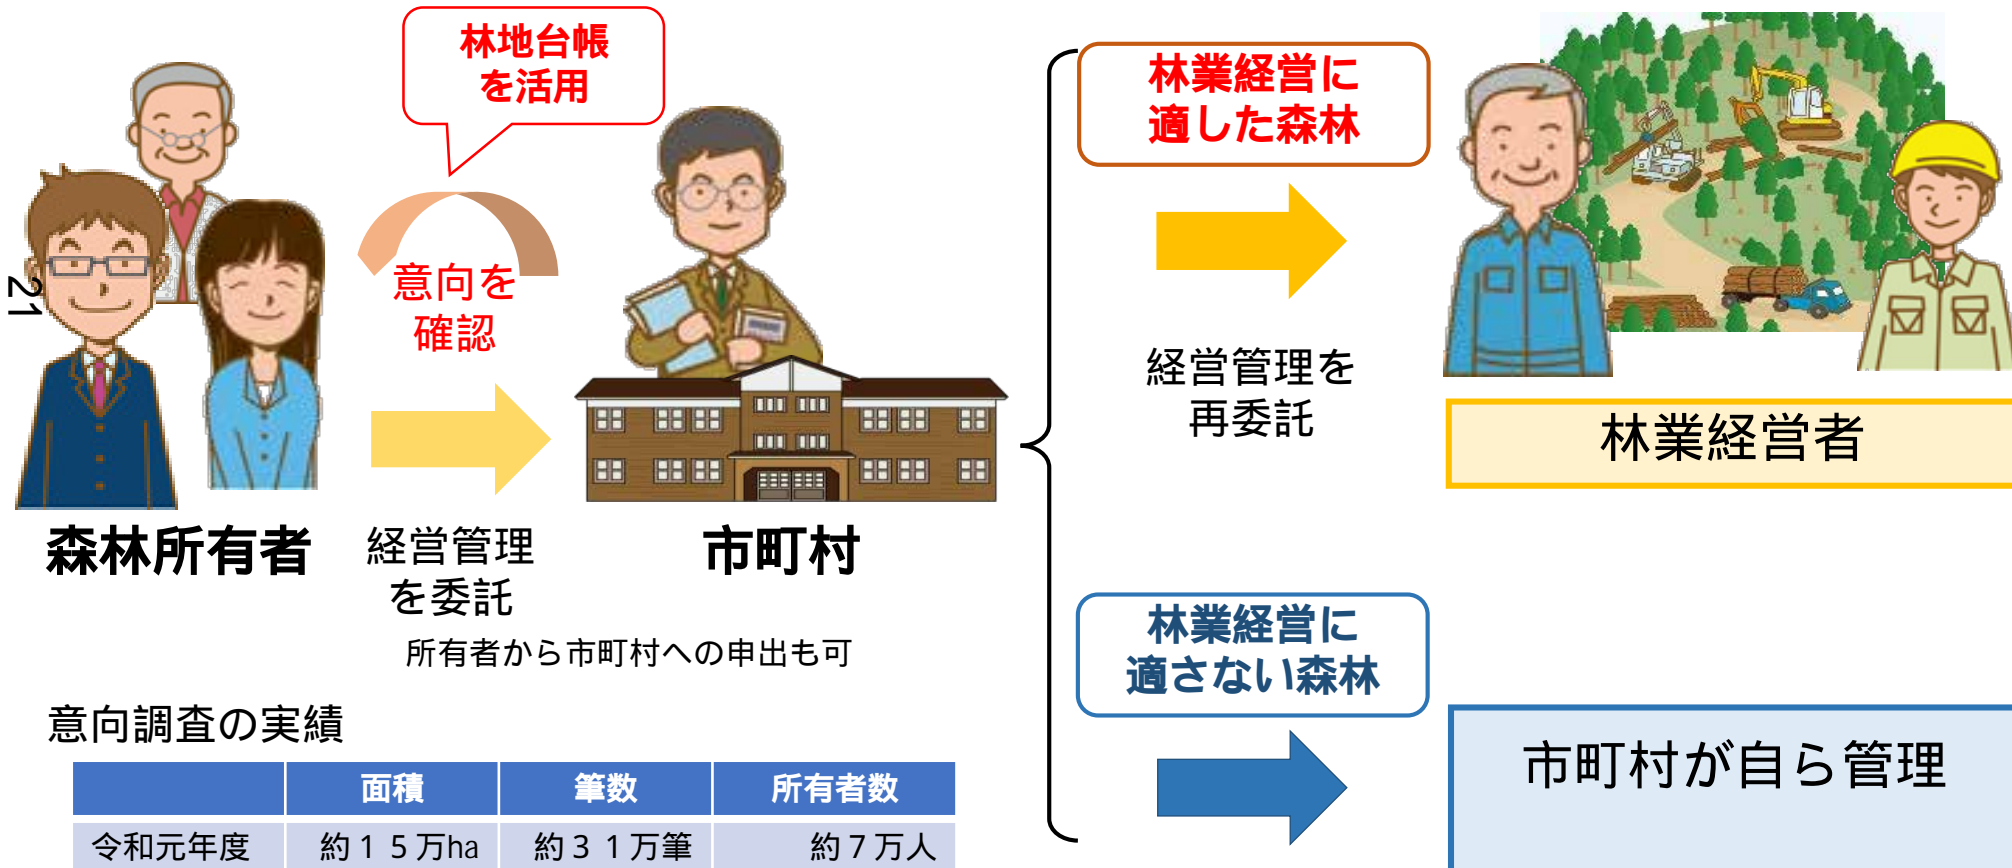 林地台帳
を活用
意向を
確認
21
森林所有者
経営管理
を委託
市町村
所有者から市町村への申出も可
林業経営に
適した森林
経営管理を
再委託
林業経営者
林業経営に
適さない森林
市町村が自ら管理
意向調査の実績
面積 筆数 所有者数
令和元年度 約１５万ha 約３１万筆 約７万人